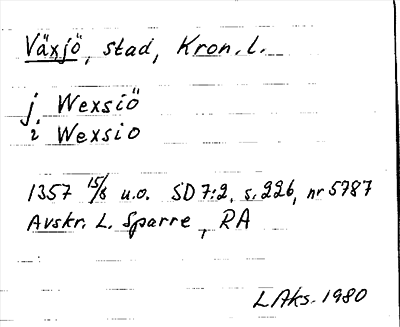 Växjö, stad, Kron. l.
j Wexsiö
i Wexsio
1357 15/8 u.o. SD 7:2, s. 226, nr 5787
Avskr. L. Sparre, RA
LAks. 1980